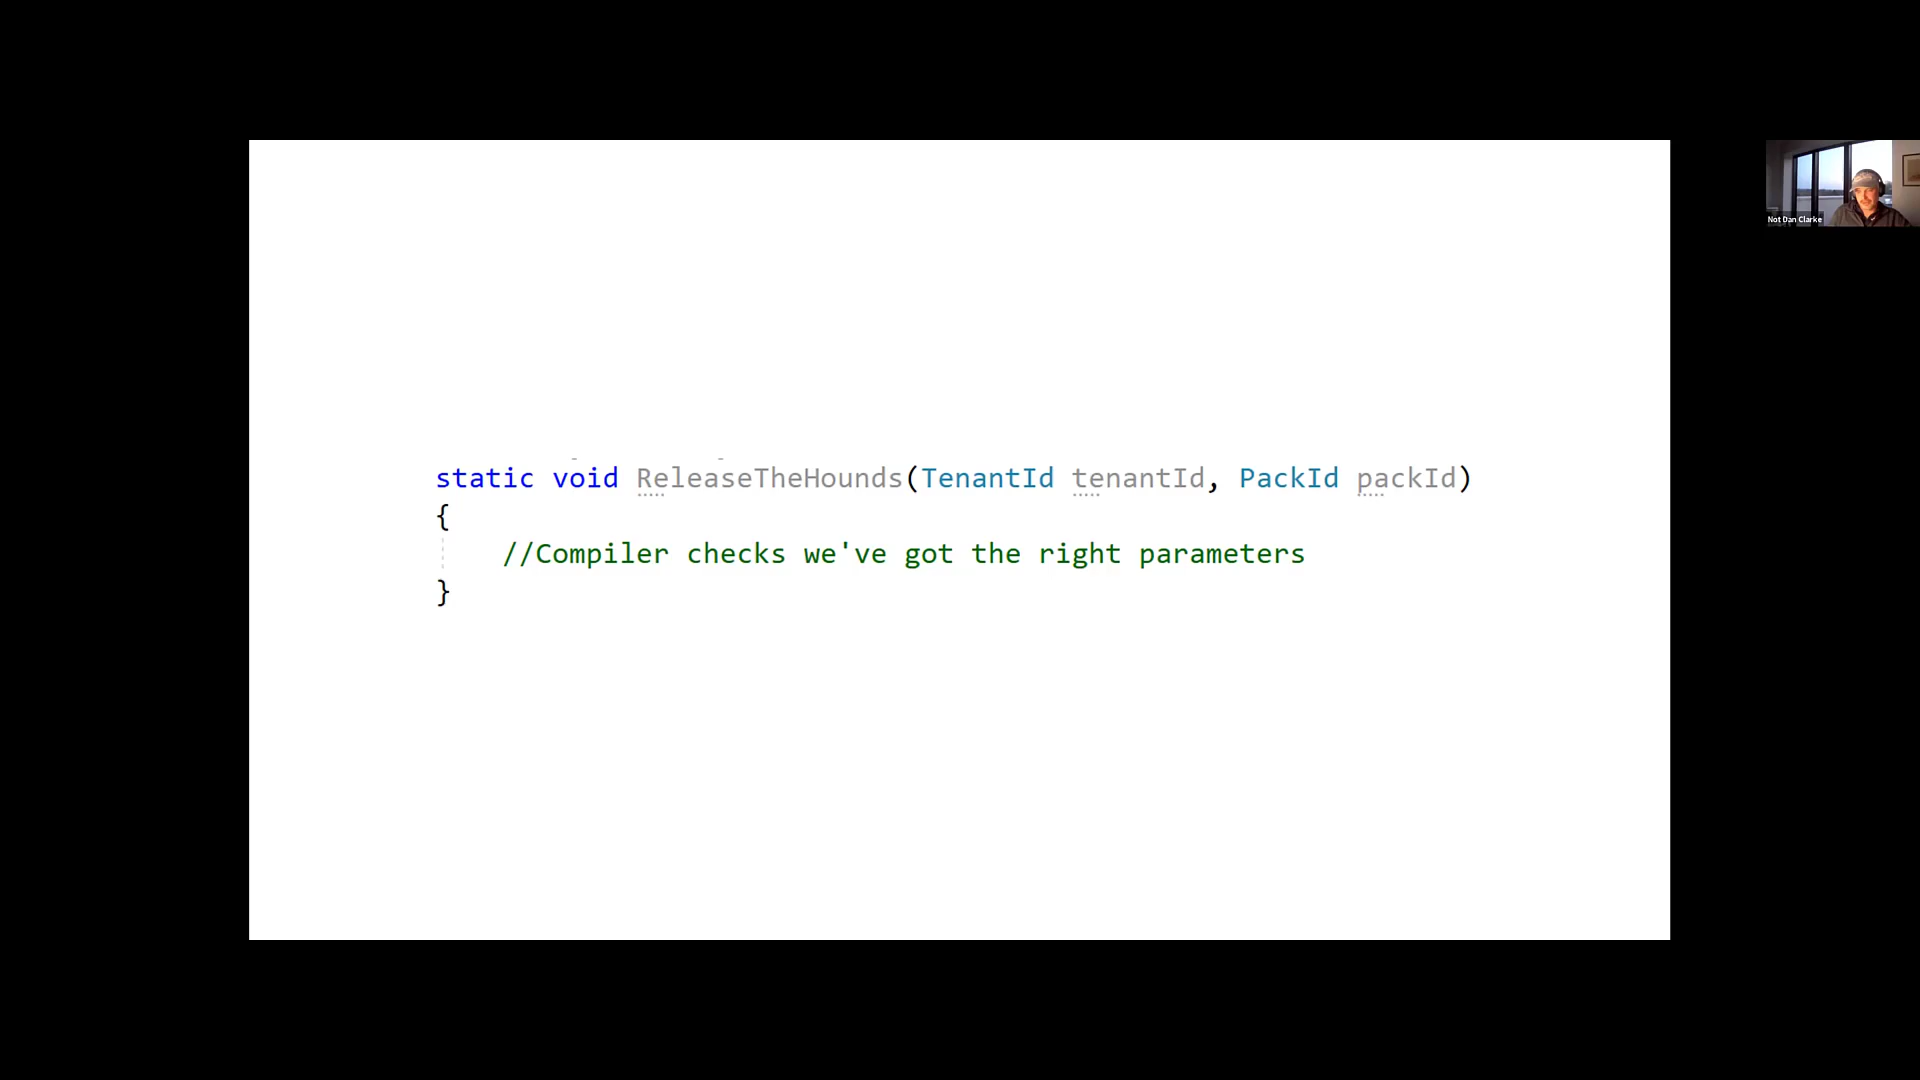 static void ReleaseTheHounds(TenantId tenantId, PackId packId)
{
//Compiler checks we've got the right parameters
}
Not Dan Clarke